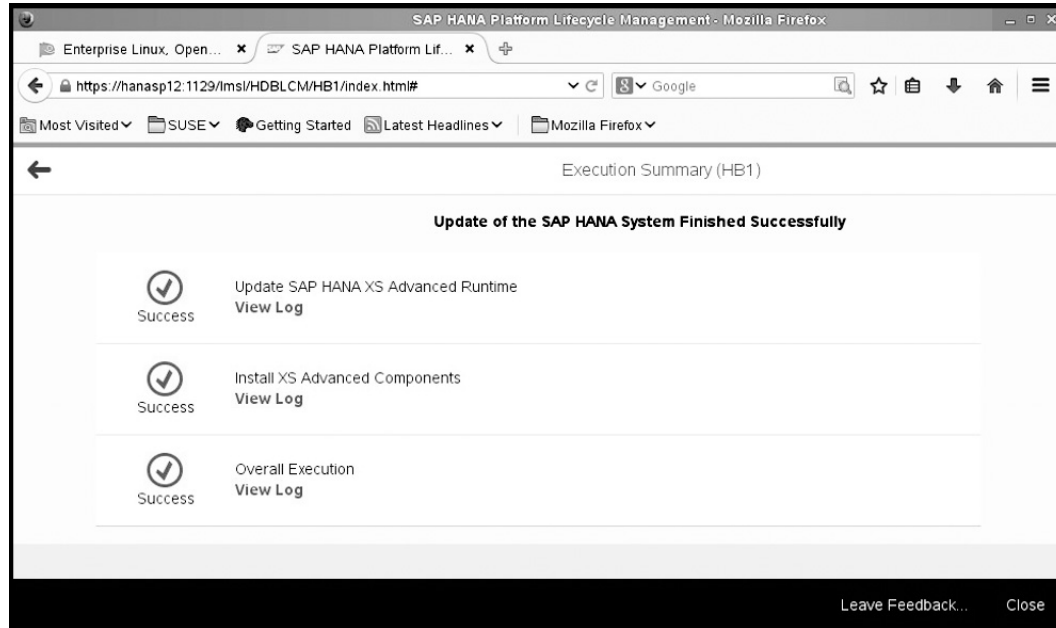 SAP HANA Platform Lifecycle Management - Mozilla Firefox
Enterprise Linux, Open...
SAP HANA Platform Lif...
https://hanasp12:1129/lmsl/HDBLCM/HB1/index.html#
8
Google
Most Visited
SUSE
Getting Started
Latest Headlines
Mozilla Firefox
Execution Summary (HB1)
Update of the SAP HANA System Finished Successfully
Update SAP HANA XS Advanced Runtime
View Log
Success
Install XS Advanced Components
View Log
Success
Overall Execution
View Log
Success
Leave Feedback... Close